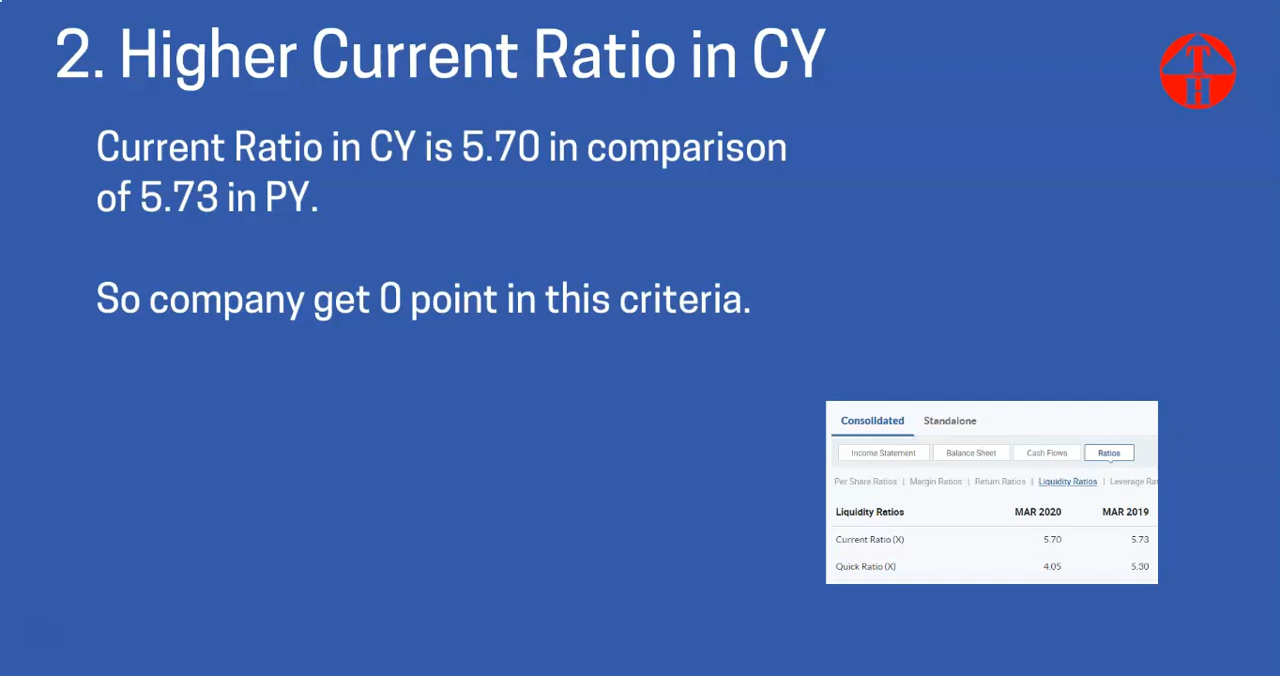 2. Higher Current Ratio in CY
T
H
Current Ratio in CY is 5.70 in comparison
of 5.73 in PY.
So company get 0 point in this criteria.
Consolidated Standalone
Income Statement Balance Sheet Cash Flows Ratios
Per Share Ratios | Margin Ratios | Return Ratios | Liquidity Ratios | Leverage Rat
Liquidity Ratios MAR 2020 MAR 2019
Current Ratio (X) 5.70 5.73
Quick Ratio (X) 4.05 5.30